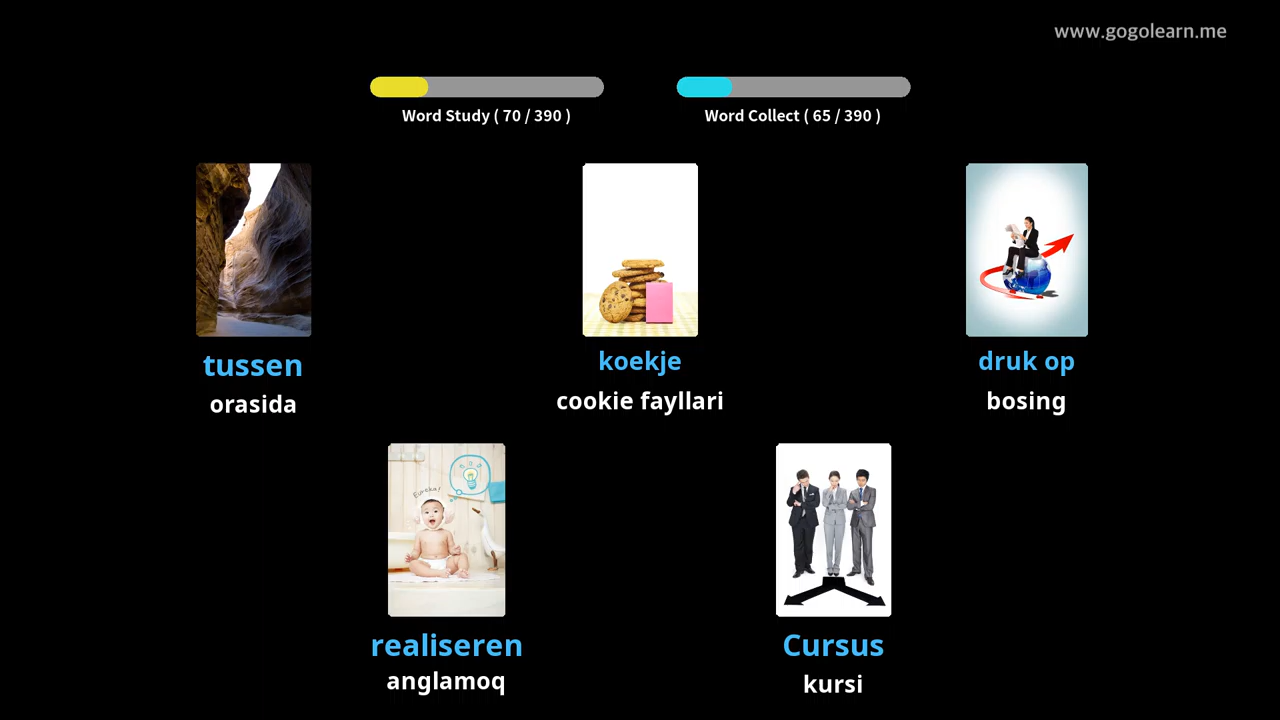 www.gogolearn.me
Word Study ( 70 / 390 )
Word Collect ( 65 / 390 )
tussen
orasida
koekje
cookie fayllari
druk op
bosing
Eureka!
realiseren
anglamoq
Cursus
kursi